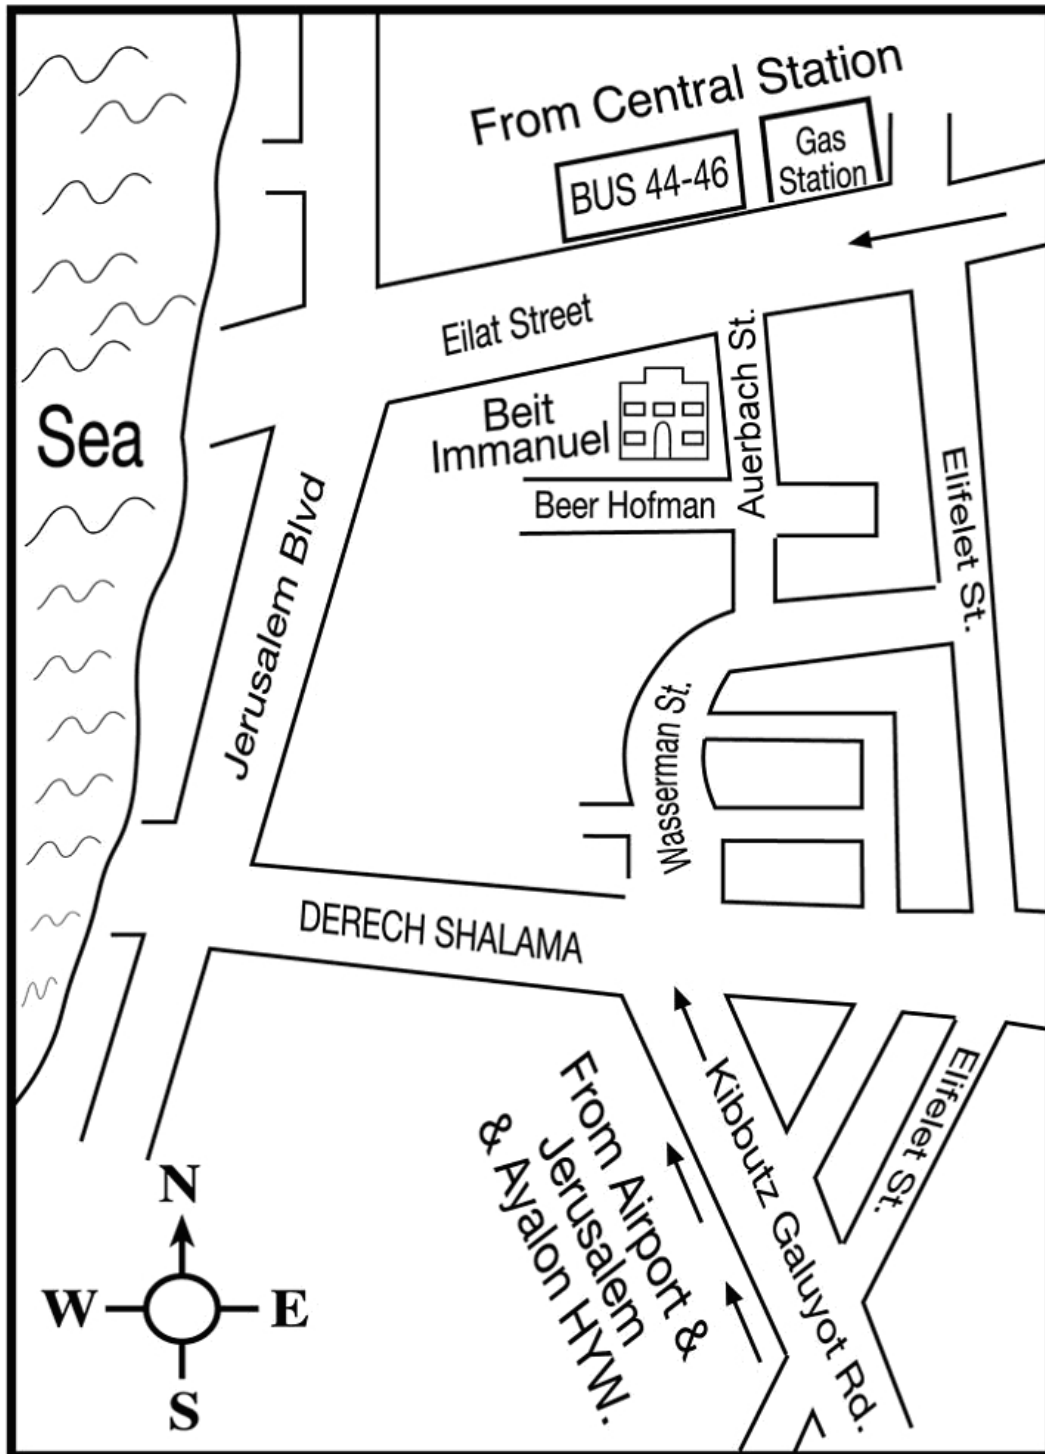 From Central Station
BUS 44-46
Gas
Station
Eilat Street
Auerbach St.
Beit
Immanuel
Beer Hofman
Sea
Jerusalem Blvd
Elifelet St.
Wasserman St.
DERECH SHALAMA
Kibbutz Galuyot Rd.
Elifelet St.
From Airport &
Jerusalem
& Ayalon HYW.
N
W
E
S